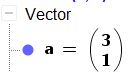 Vector
a = (3
1)